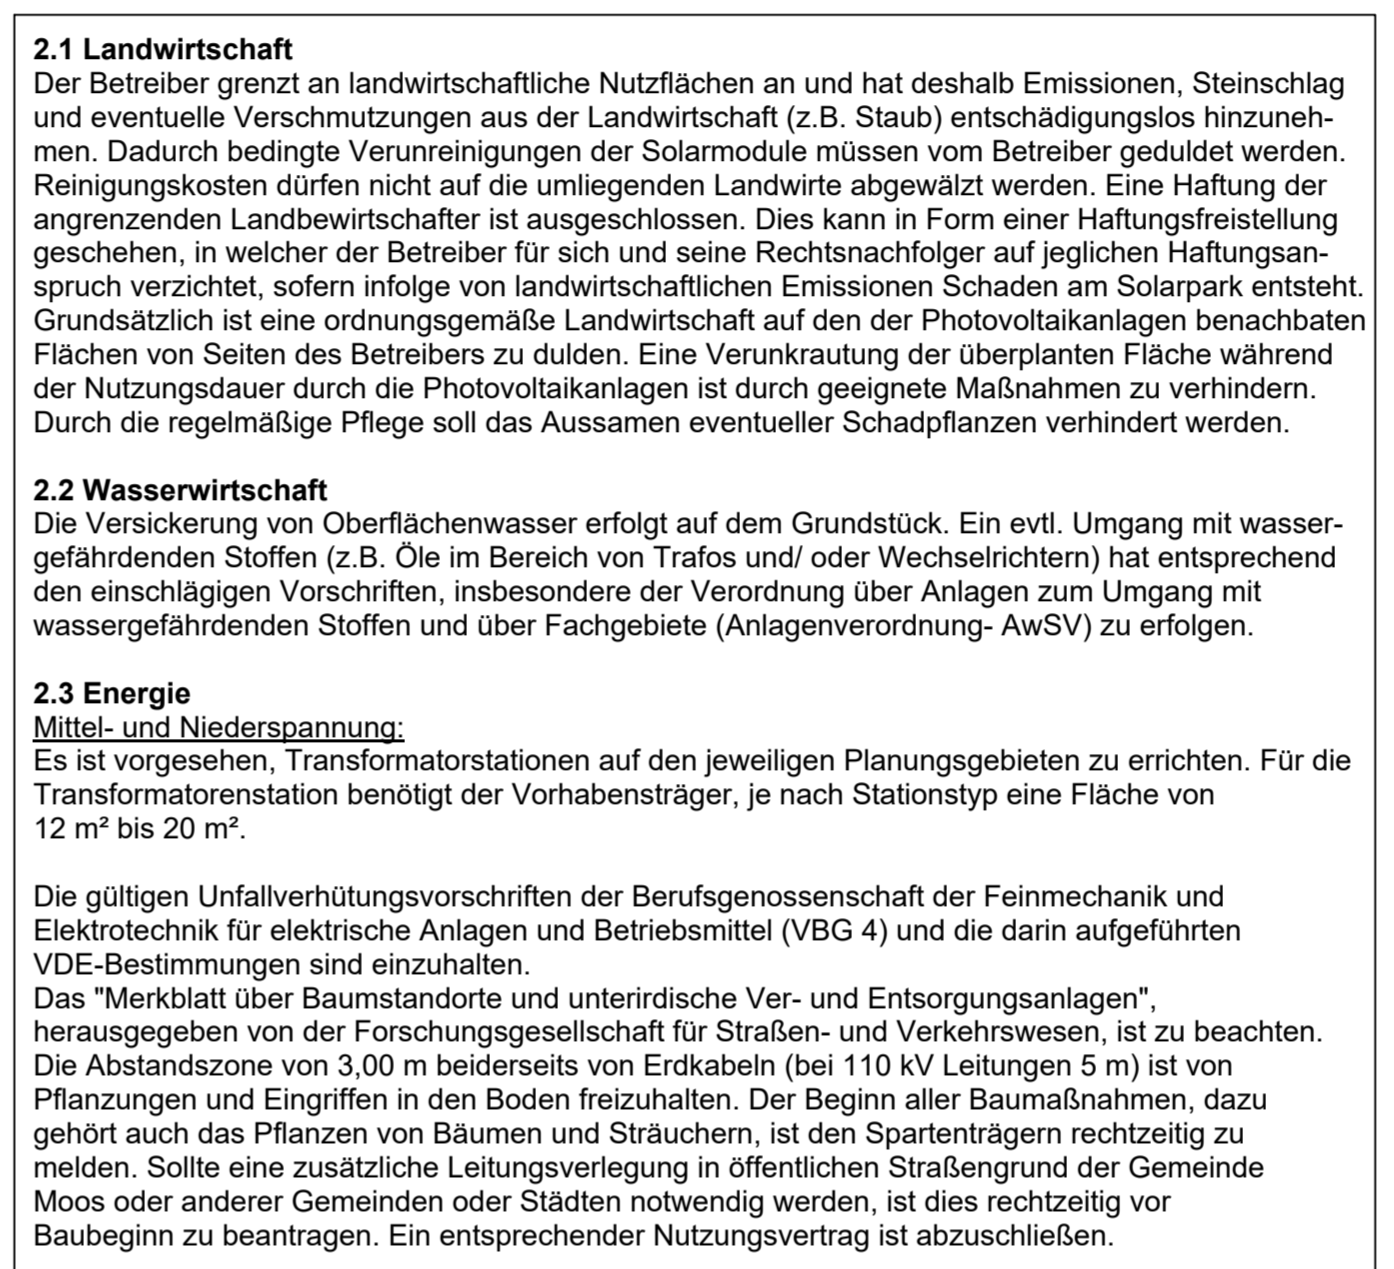 2.1 Landwirtschaft
Der Betreiber grenzt an landwirtschaftliche Nutzflächen an und hat deshalb Emissionen, Steinschlag
und eventuelle Verschmutzungen aus der Landwirtschaft (z.B. Staub) entschädigungslos hinzuneh-
men. Dadurch bedingte Verunreinigungen der Solarmodule müssen vom Betreiber geduldet werden.
Reinigungskosten dürfen nicht auf die umliegenden Landwirte abgewälzt werden. Eine Haftung der
angrenzenden Landbewirtschafter ist ausgeschlossen. Dies kann in Form einer Haftungsfreistellung
geschehen, in welcher der Betreiber für sich und seine Rechtsnachfolger auf jeglichen Haftungsan-
spruch verzichtet, sofern infolge von landwirtschaftlichen Emissionen Schaden am Solarpark entsteht.
Grundsätzlich ist eine ordnungsgemäße Landwirtschaft auf den der Photovoltaikanlagen benachbaten
Flächen von Seiten des Betreibers zu dulden. Eine Verunkrautung der überplanten Fläche während
der Nutzungsdauer durch die Photovoltaikanlagen ist durch geeignete Maßnahmen zu verhindern.
Durch die regelmäßige Pflege soll das Aussamen eventueller Schadpflanzen verhindert werden.
2.2 Wasserwirtschaft
Die Versickerung von Oberflächenwasser erfolgt auf dem Grundstück. Ein evtl. Umgang mit wasser-
gefährdenden Stoffen (z.B. Öle im Bereich von Trafos und/ oder Wechselrichtern) hat entsprechend
den einschlägigen Vorschriften, insbesondere der Verordnung über Anlagen zum Umgang mit
wassergefährdenden Stoffen und über Fachgebiete (Anlagenverordnung- AwSV) zu erfolgen.
2.3 Energie
Mittel- und Niederspannung:
Es ist vorgesehen, Transformatorstationen auf den jeweiligen Planungsgebieten zu errichten. Für die
Transformatorenstation benötigt der Vorhabensträger, je nach Stationstyp eine Fläche von
12 m² bis 20 m².
Die gültigen Unfallverhütungsvorschriften der Berufsgenossenschaft der Feinmechanik und
Elektrotechnik für elektrische Anlagen und Betriebsmittel (VBG 4) und die darin aufgeführten
VDE-Bestimmungen sind einzuhalten.
Das "Merkblatt über Baumstandorte und unterirdische Ver- und Entsorgungsanlagen",
herausgegeben von der Forschungsgesellschaft für Straßen- und Verkehrswesen, ist zu beachten.
Die Abstandszone von 3,00 m beiderseits von Erdkabeln (bei 110 kV Leitungen 5 m) ist von
Pflanzungen und Eingriffen in den Boden freizuhalten. Der Beginn aller Baumaßnahmen, dazu
gehört auch das Pflanzen von Bäumen und Sträuchern, ist den Spartenträgern rechtzeitig zu
melden. Sollte eine zusätzliche Leitungsverlegung in öffentlichen Straßengrund der Gemeinde
Moos oder anderer Gemeinden oder Städten notwendig werden, ist dies rechtzeitig vor
Baubeginn zu beantragen. Ein entsprechender Nutzungsvertrag ist abzuschließen.